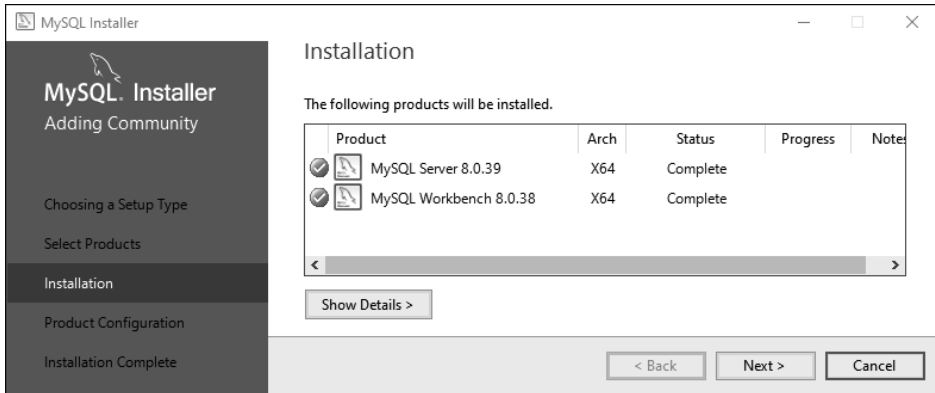 MySQL Installer
MySQL. Installer
Adding Community
Choosing a Setup Type
Select Products
Installation
Product Configuration
Installation Complete
Installation
The following products will be installed.
Product Arch Status Progress Notes
MySQL Server 8.0.39 X64 Complete
MySQL Workbench 8.0.38 X64 Complete
Show Details >
< Back Next > Cancel